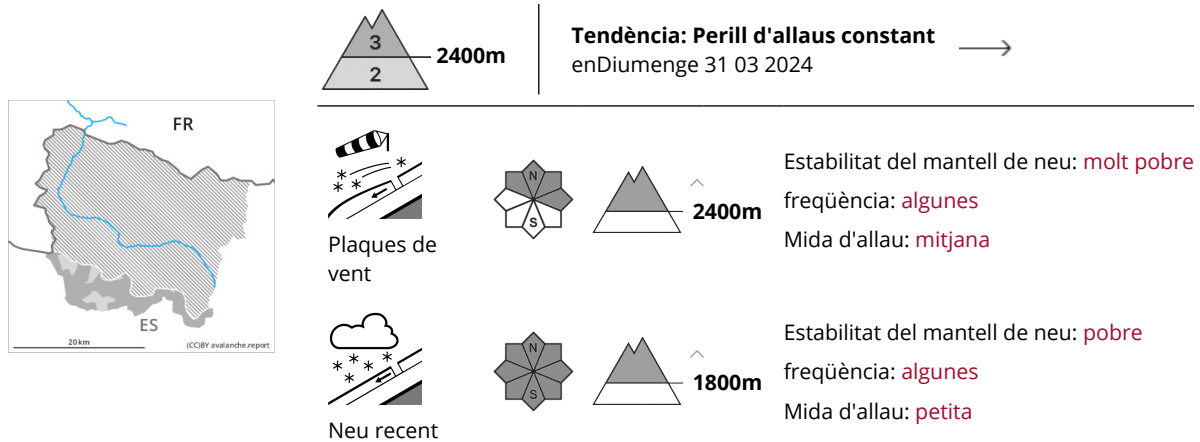 3
2400m
2
Tendència: Perill d'allaus constant
enDiumenge 31 03 2024
FR
ES
20 km
(CC)BY avalanche.report
Plaques de
vent
N
S
2400m
Estabilitat del mantell de neu: molt pobre
freqüència: algunes
Mida d'allau: mitjana
Neu recent
N
S
1800m
Estabilitat del mantell de neu: pobre
freqüència: algunes
Mida d'allau: petita